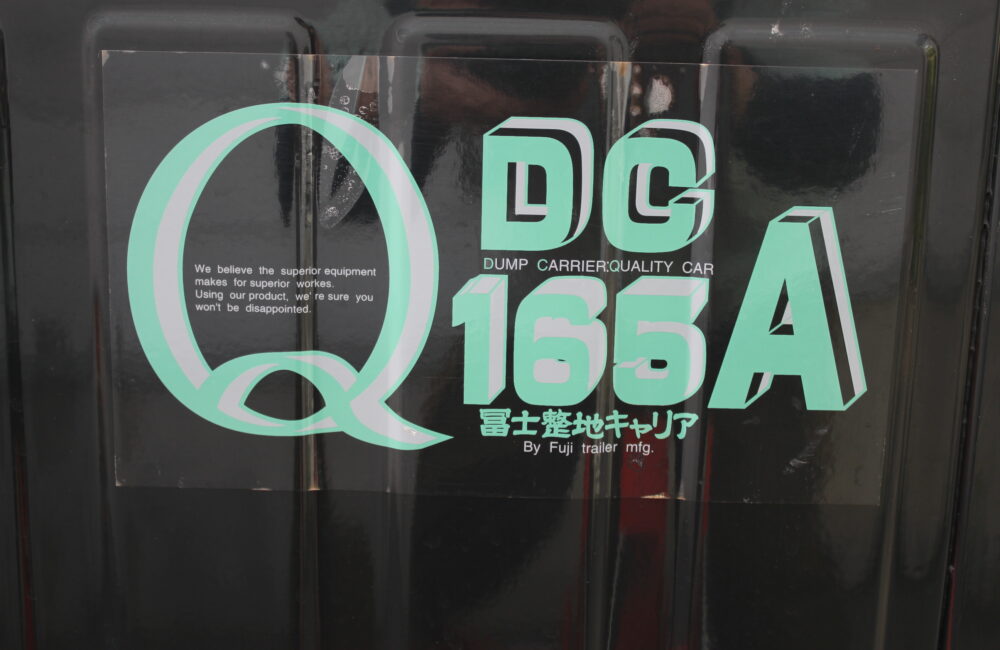 Q
We believe the superior equipment
makes for superior workes.
Using our product, we're sure you
won't be disappointed.
DC
DUMP CARRIER:QUALITY CAR
165A
冨士整地キャリア
By Fuji trailer mfg.